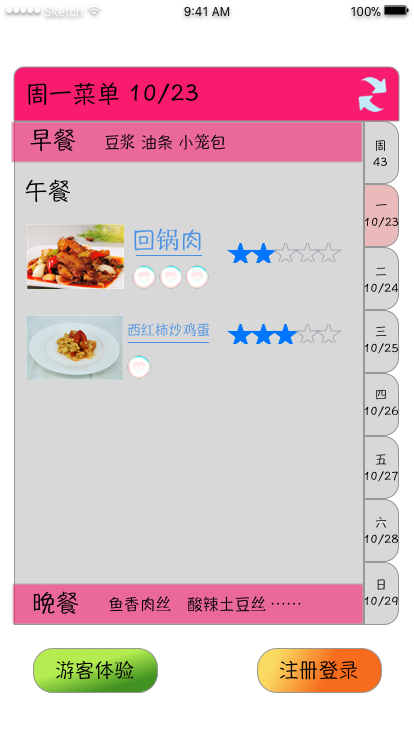 Sketch 9:41 AM 100%
周一菜单 10/23
早餐 豆浆 油条 小笼包
午餐
回锅肉
西红柿炒鸡蛋
晚餐 鱼香肉丝 酸辣土豆丝 ……
周
43
一
10/23
二
10/24
三
10/25
四
10/26
五
10/27
六
10/28
日
10/29
游客体验 注册登录